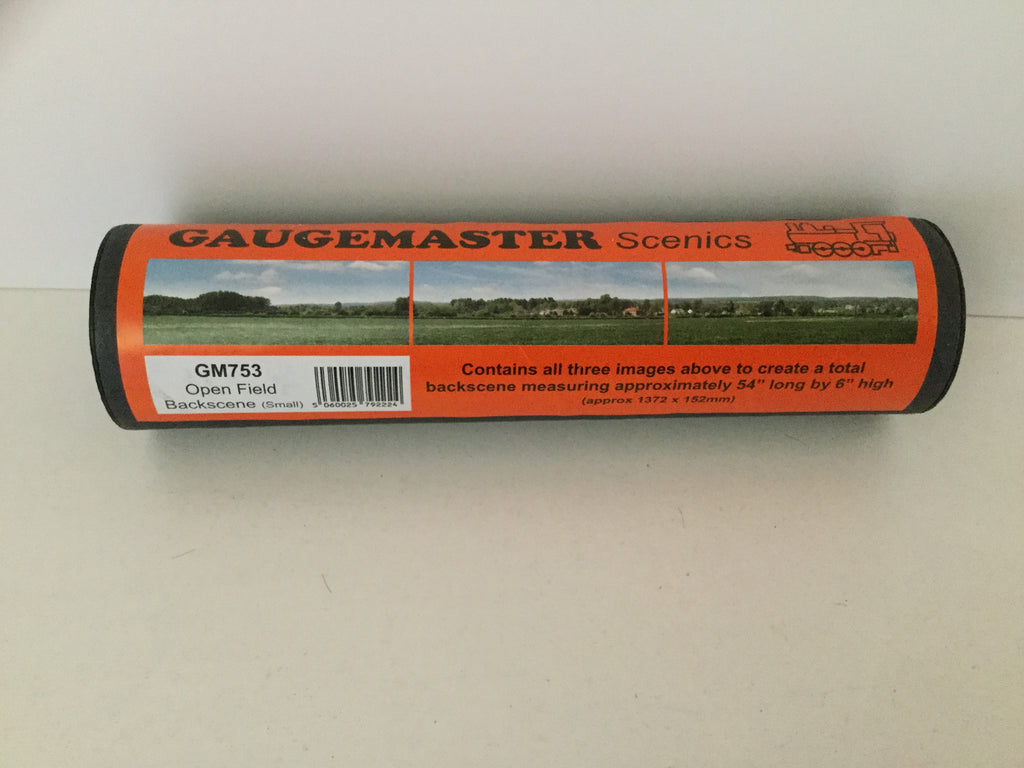 GAUGEMASTER Scenics
GM753
Open Field
Backscene (Small)
5 060025 792224
Contains all three images above to create a total
backscene measuring approximately 54” long by 6” high
(approx 1372 x 152mm)